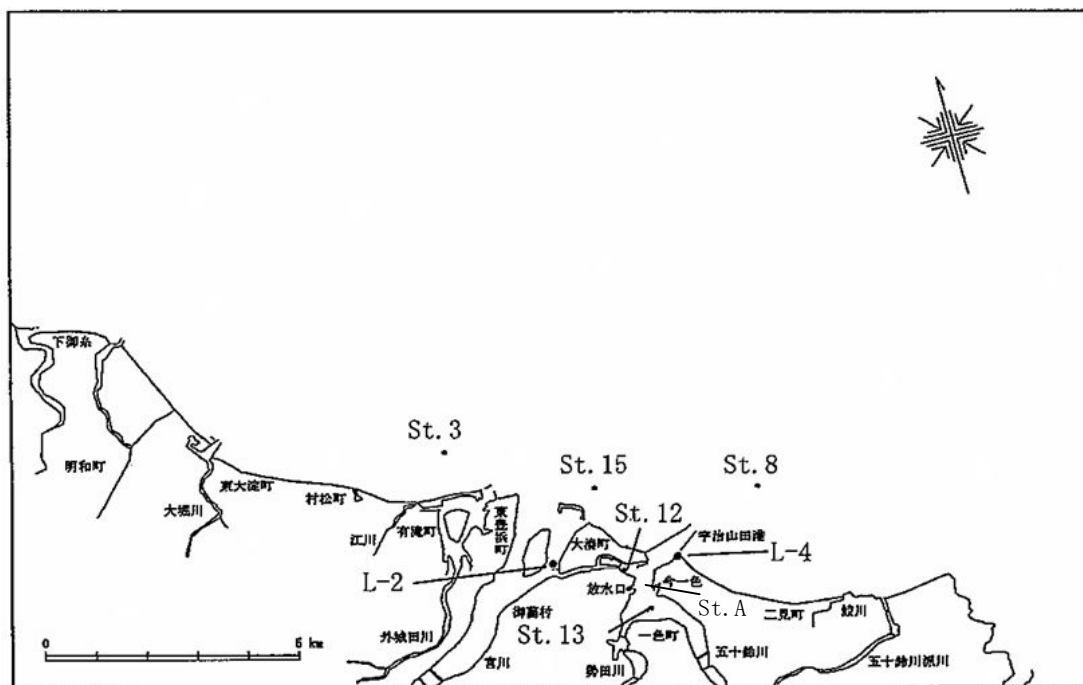 下御糸
St. 3
St. 15
St. 8
明和町
大堀川
東大淀町
村松町
江川
有滝町
東豊浜町
大湊町
St. 12
宇治山田港
L-4
L-2
放水口
今一色
St. A
二見町
鮫川
御薗村
St. 13
外城田川
宮川
一色町
勢田川
五十鈴川
五十鈴川派川
0
5 km